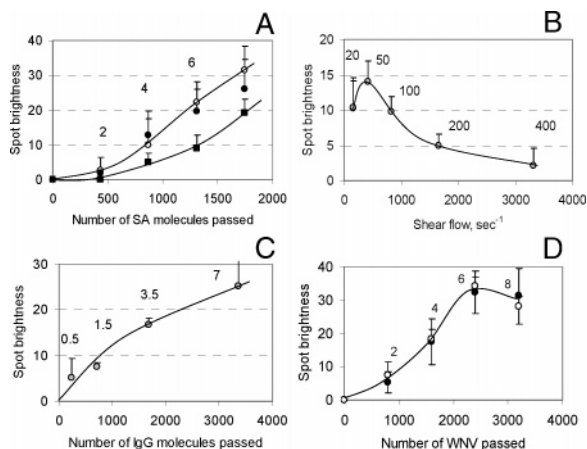 A
40
30
20
10
0
Spot brightness
2
4
6
0 500 1000 1500 2000
Number of SA molecules passed
B
20
15
10
5
0
Spot brightness
20
50
100
200
400
0 1000 2000 3000 4000
Shear flow, sec-1
C
30
20
10
0
Spot brightness
0.5
1.5
3.5
7
0 1000 2000 3000 4000
Number of IgG molecules passed
D
60
40
20
0
Spot brightness
2
4
6
8
0 1000 2000 3000 4000
Number of WNV passed